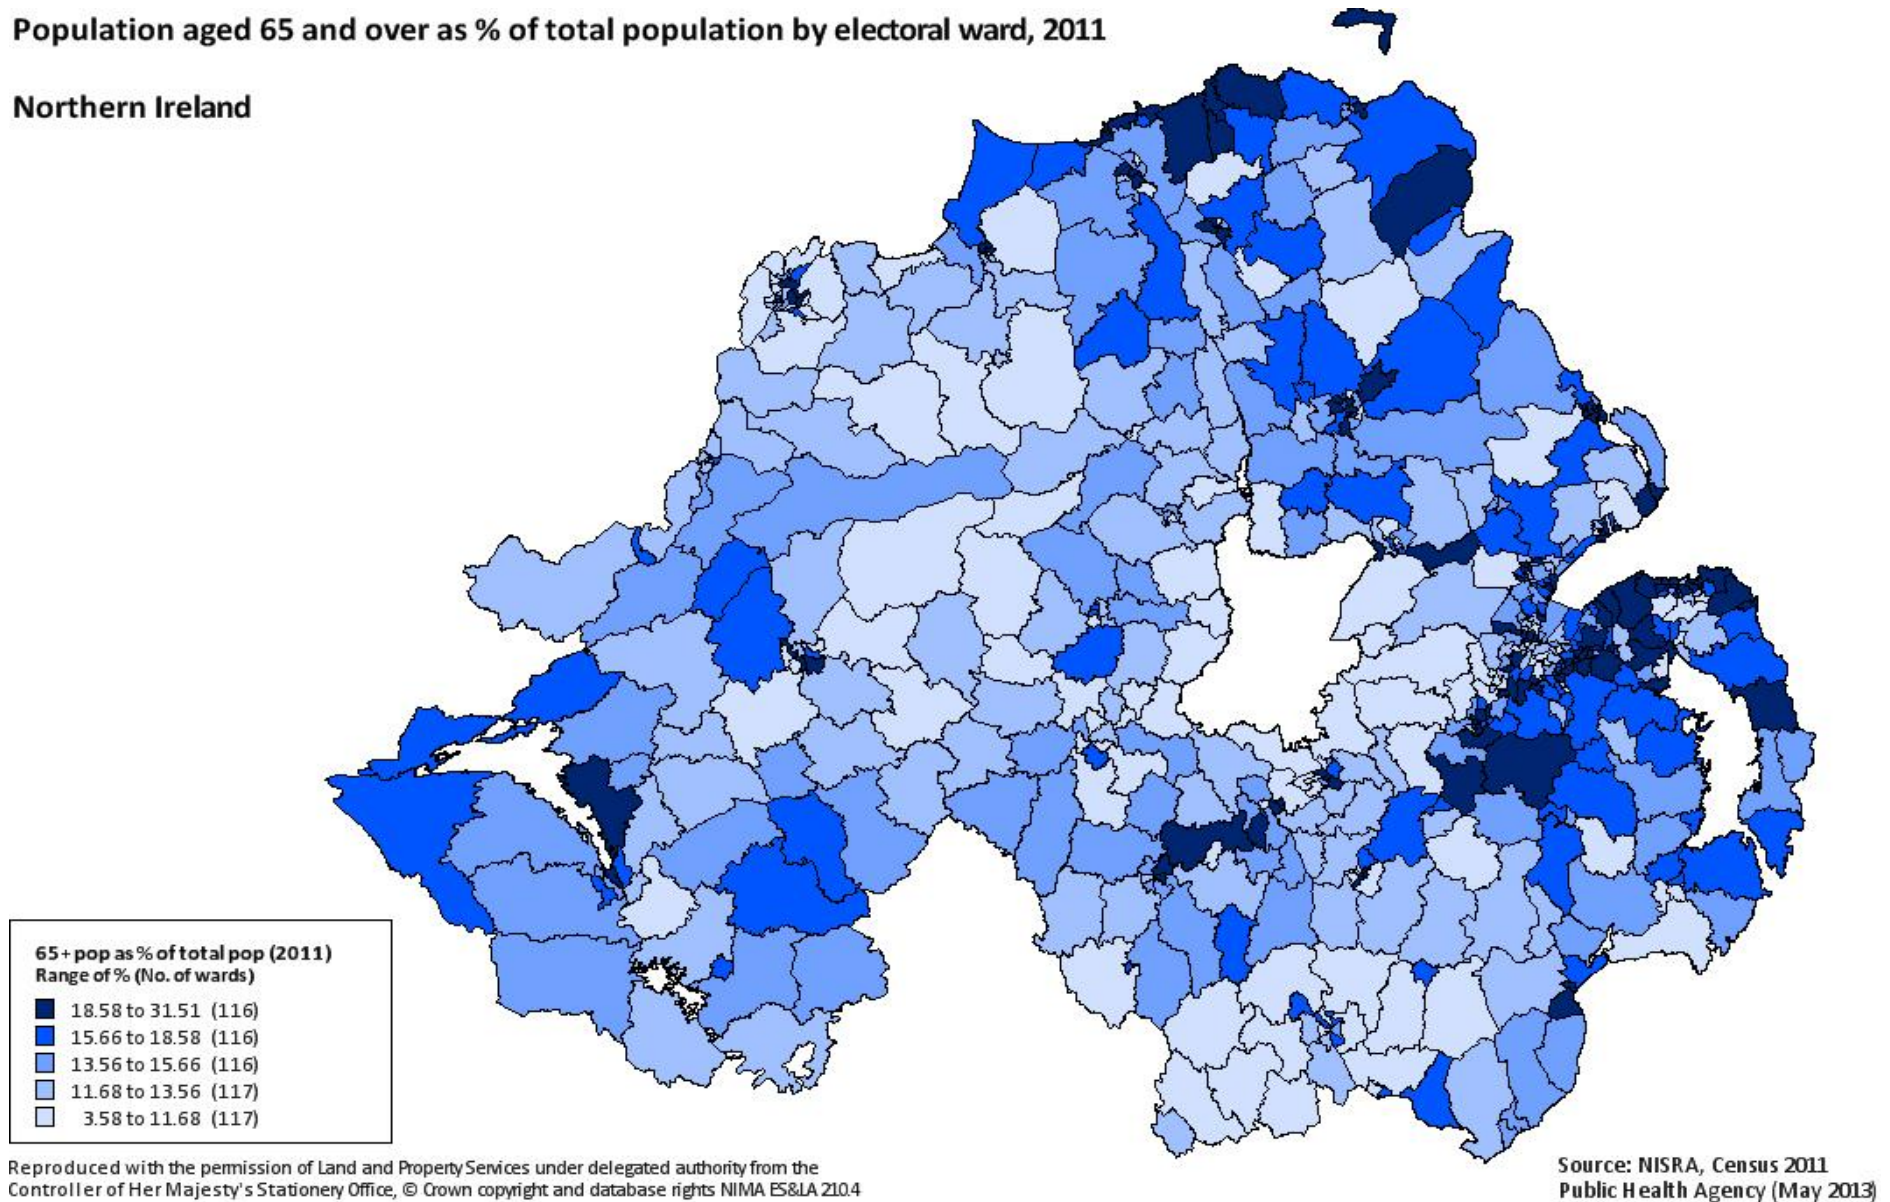 Population aged 65 and over as % of total population by electoral ward, 2011
Northern Ireland
65+ pop as % of total pop (2011)
Range of % (No. of wards)
18.58 to 31.51 (116)
15.66 to 18.58 (116)
13.56 to 15.66 (116)
11.68 to 13.56 (117)
3.58 to 11.68 (117)
Reproduced with the permission of Land and Property Services under delegated authority from the
Controller of Her Majesty's Stationery Office, © Crown copyright and database rights NIMA ES&LA 210.4
Source: NISRA, Census 2011
Public Health Agency (May 2013)